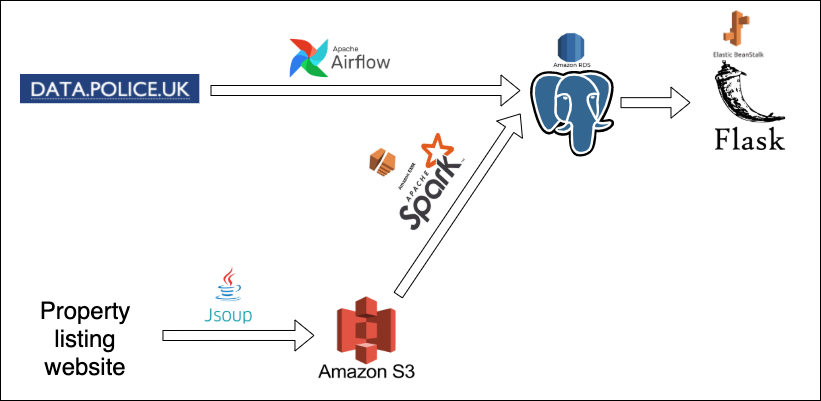 Apache
Airflow
DATA.POLICE.UK
Amazon RDS
Elastic BeanStalk
Flask
Amazon EMR
APACHE
Spark
Jsoup
Property
listing
website
Amazon S3